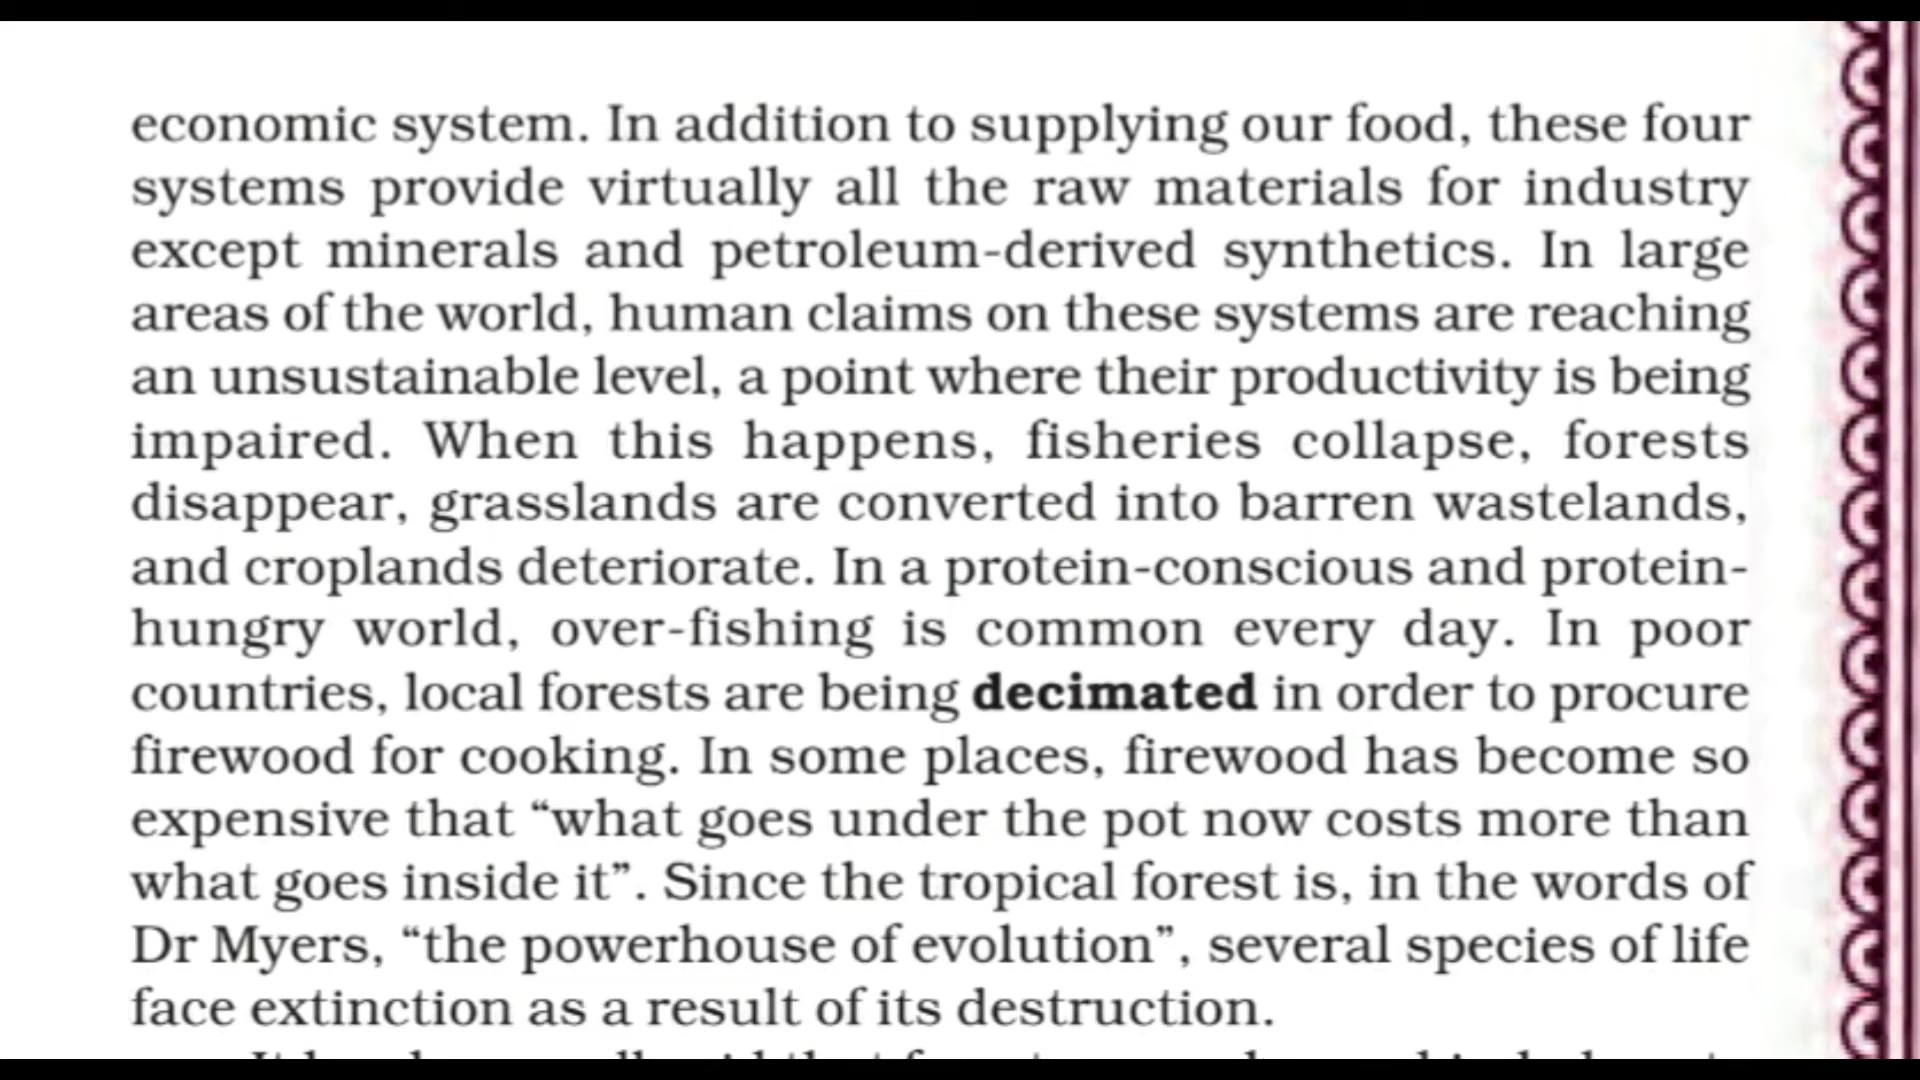 economic system. In addition to supplying our food, these four
systems provide virtually all the raw materials for industry
except minerals and petroleum-derived synthetics. In large
areas of the world, human claims on these systems are reaching
an unsustainable level, a point where their productivity is being
impaired. When this happens, fisheries collapse, forests
disappear, grasslands are converted into barren wastelands,
and croplands deteriorate. In a protein-conscious and protein-
hungry world, over-fishing is common every day. In poor
countries, local forests are being decimated in order to procure
firewood for cooking. In some places, firewood has become so
expensive that “what goes under the pot now costs more than
what goes inside it”. Since the tropical forest is, in the words of
Dr Myers, “the powerhouse of evolution”, several species of life
face extinction as a result of its destruction.